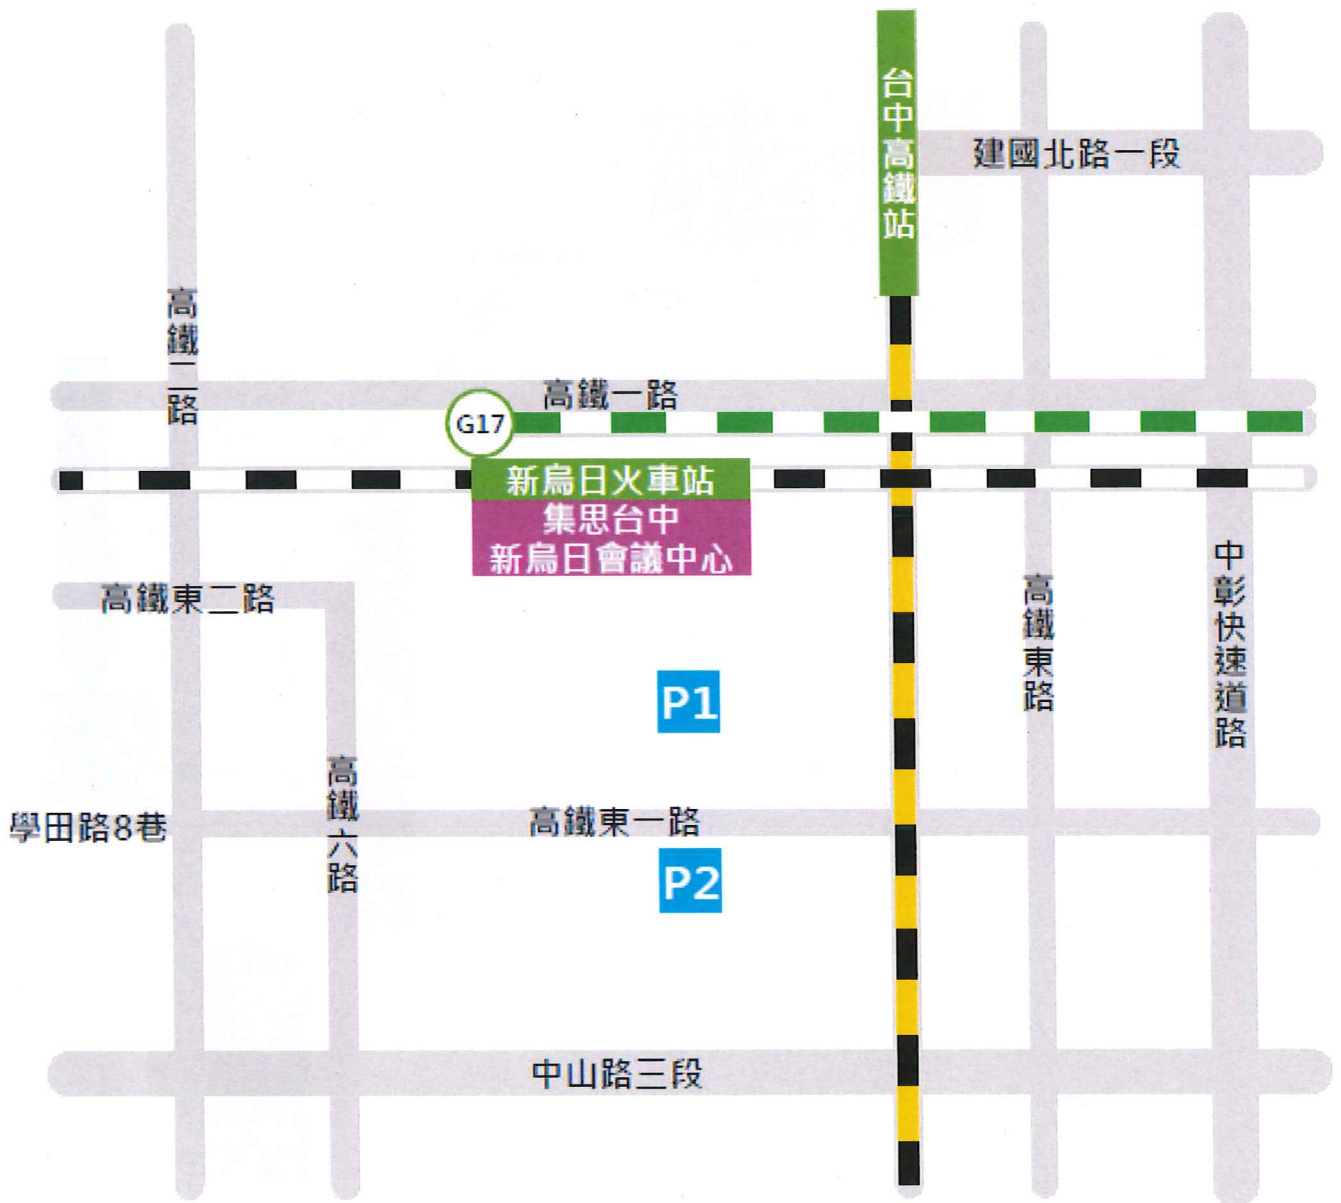 台中高鐵站
建國北路一段
高鐵二路
高鐵一路
G17
新烏日火車站
集思台中
新烏日會議中心
高鐵東二路
高鐵東路
中彰快速道路
P1
高鐵六路
學田路8巷
高鐵東一路
P2
中山路三段